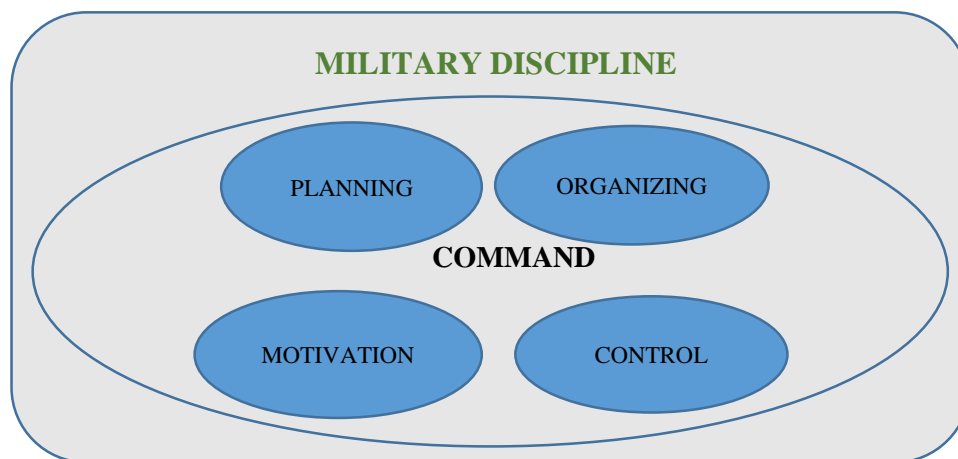 MILITARY DISCIPLINE
PLANNING
ORGANIZING
COMMAND
MOTIVATION
CONTROL